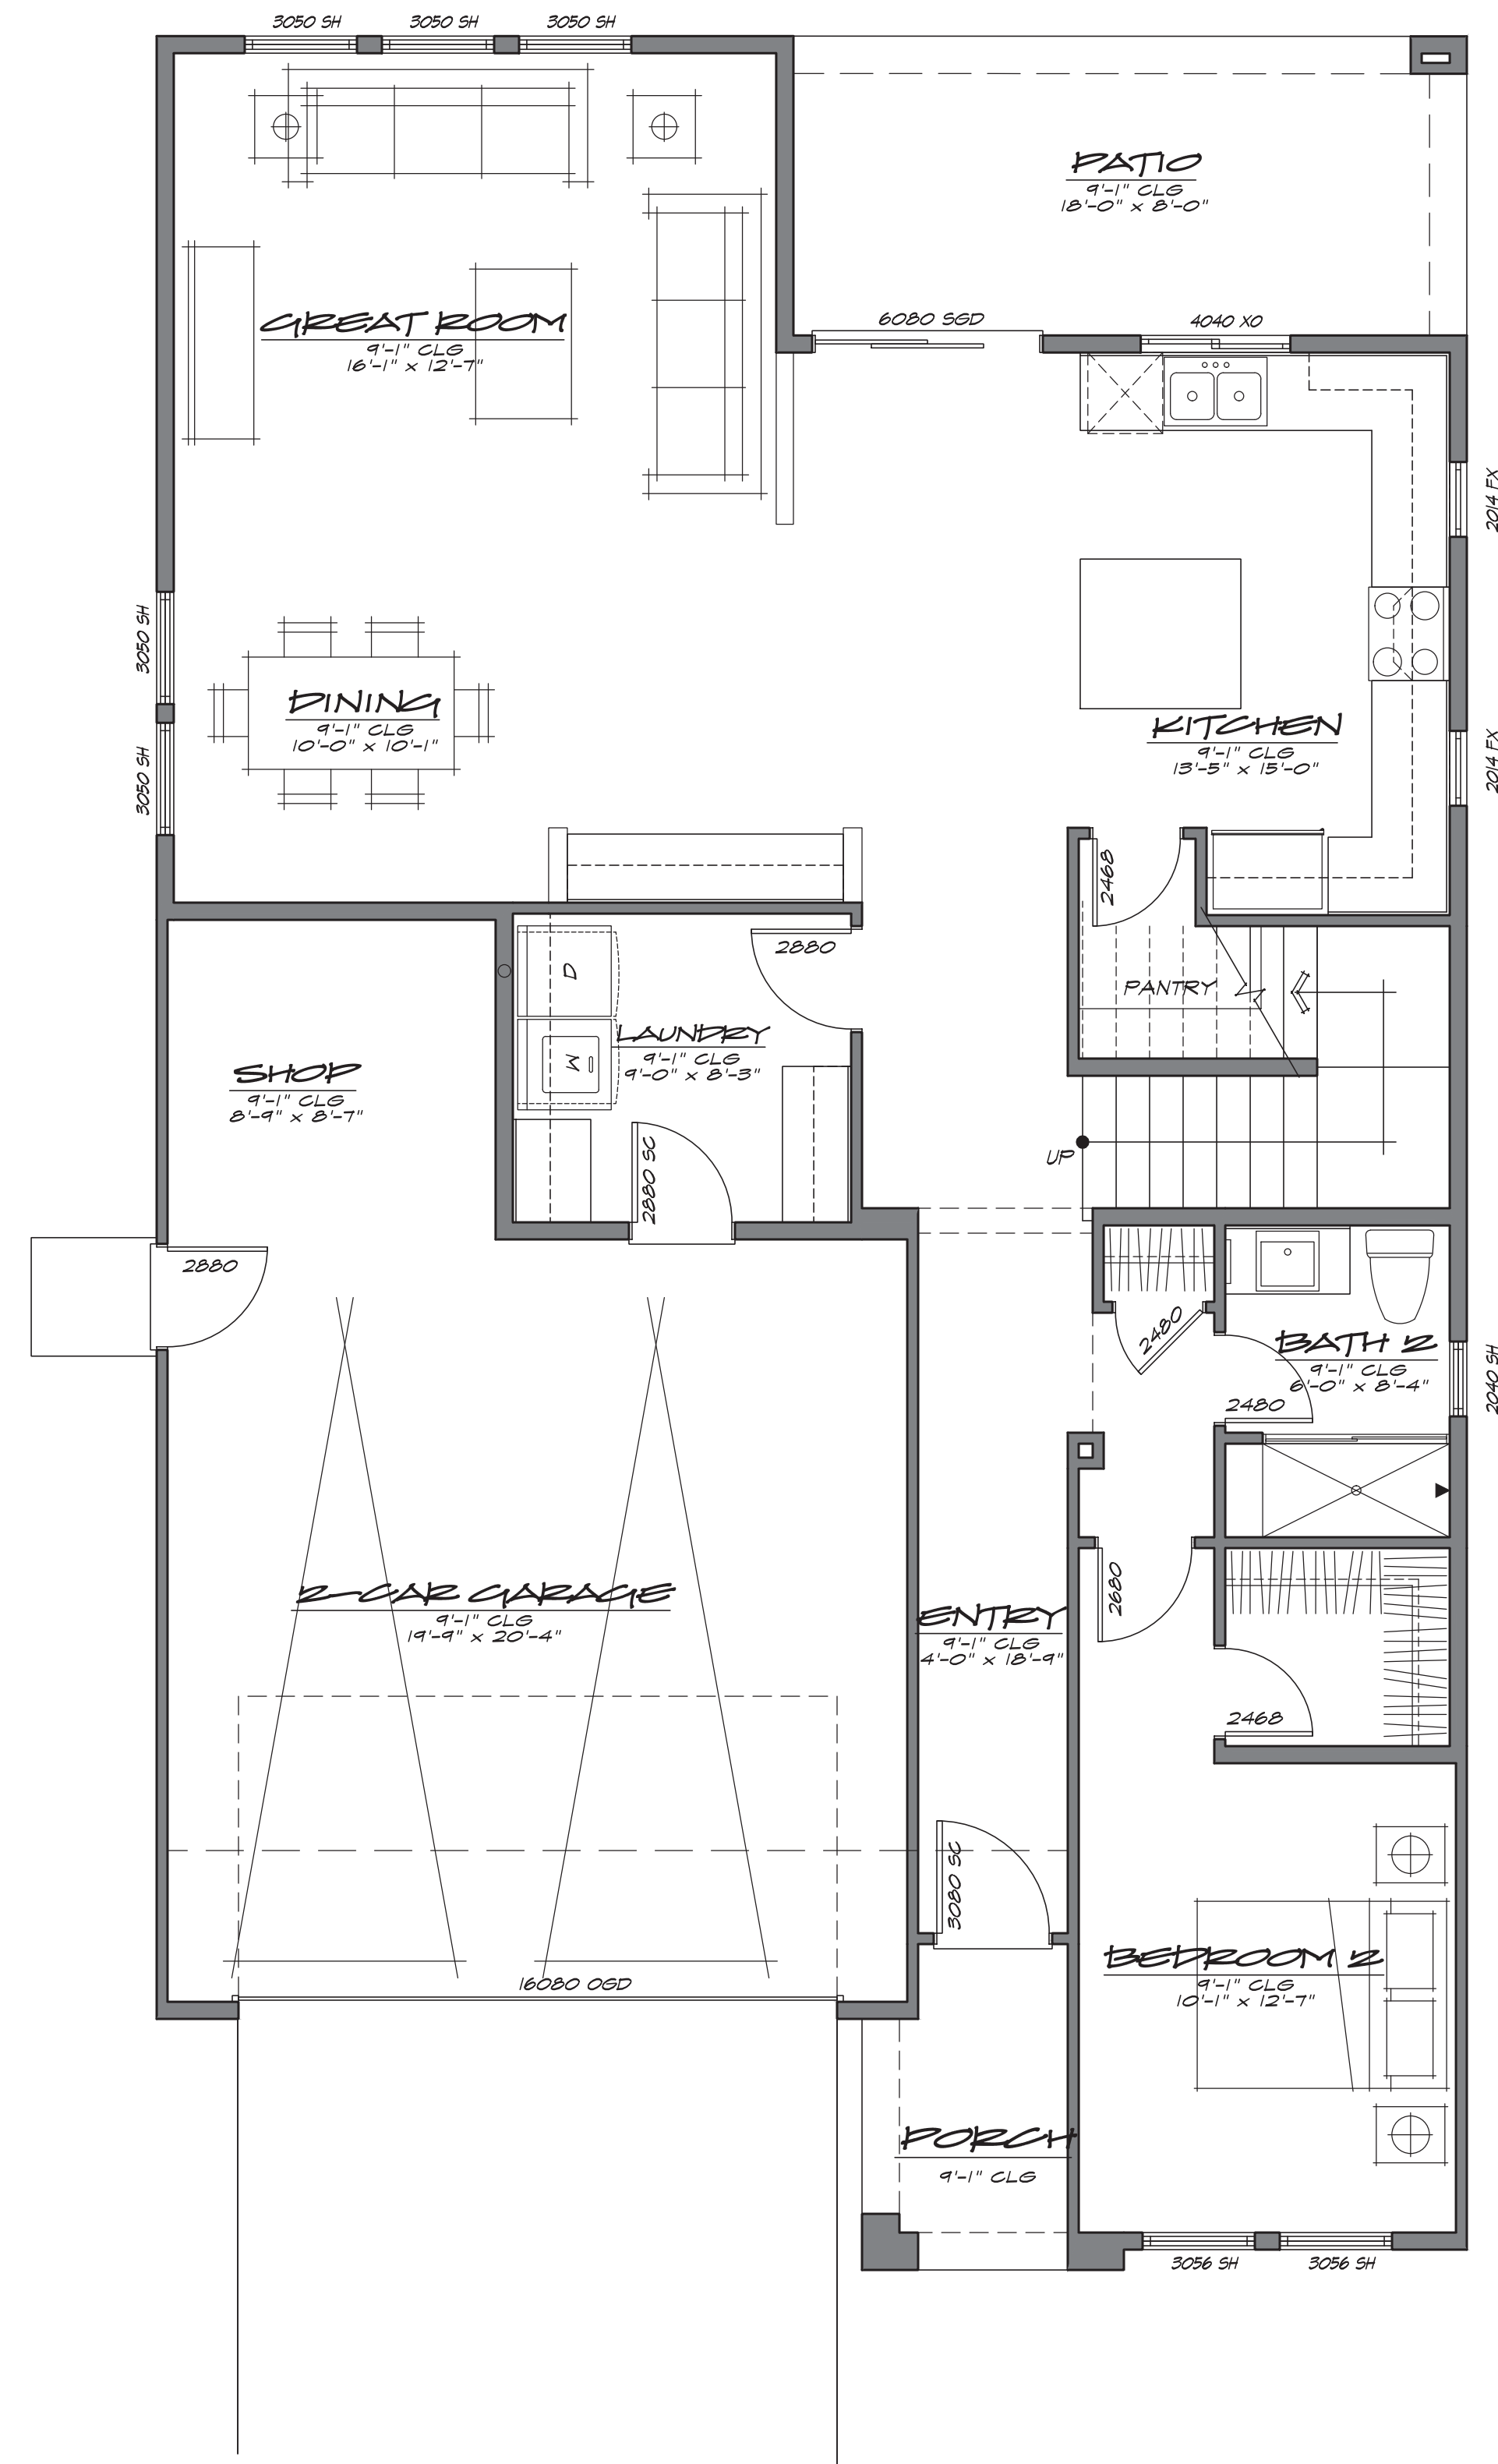 3050 SH 3050 SH 3050 SH
PATIO
9'-1" CLG
18'-0" x 8'-0"
GREAT ROOM
9'-1" CLG
16'-1" x 12'-7"
6080 SGD
4040 XO
2014 FX
3050 SH
DINING
9'-1" CLG
10'-0" x 10'-1"
KITCHEN
9'-1" CLG
13'-5" x 15'-0"
2014 FX
3050 SH
2468
2880
D
PANTRY
LAUNDRY
9'-1" CLG
9'-0" x 8'-3"
W
SHOP
9'-1" CLG
8'-9" x 8'-7"
2880 SC
UP
2880
2480
BATH 2
9'-1" CLG
6'-0" x 8'-4"
2480
2040 SH
2680
2-CAR GARAGE
9'-1" CLG
19'-9" x 20'-4"
ENTRY
9'-1" CLG
4'-0" x 18'-9"
2468
3080 SC
BEDROOM 2
9'-1" CLG
10'-1" x 12'-7"
16080 OGD
PORCH
9'-1" CLG
3056 SH 3056 SH